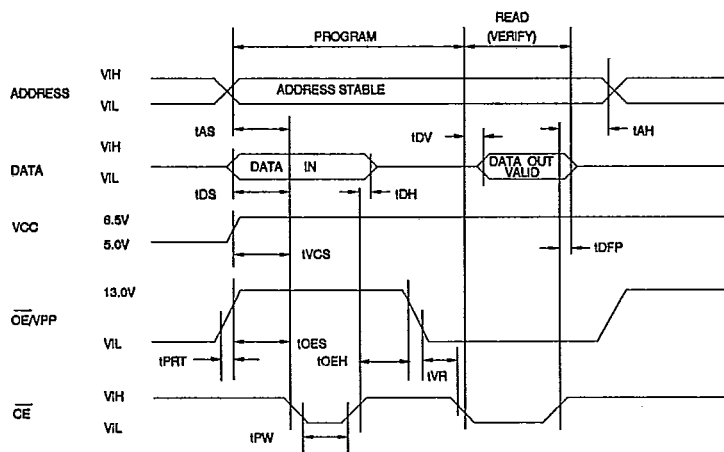 READ
PROGRAM (VERIFY)
ViH
ADDRESS ADDRESS STABLE
ViL
tAS tDV tAH
ViH
DATA DATA IN DATA OUT VALID
ViL
tDS tDH
6.5V
VCC
5.0V
tVCS tDFP
13.0V
OE/VPP
ViL
tPRT tOES tOEH tVR
ViH
CE
ViL
tPW